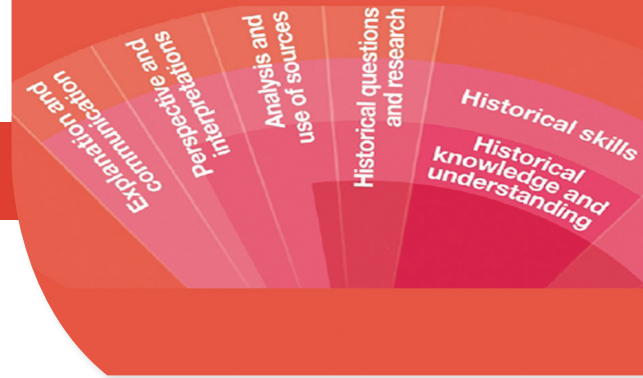 Explanation and
communication
Perspective and
interpretations
Analysis and
use of sources
Historical questions
and research
Historical skills
Historical
knowledge and
understanding